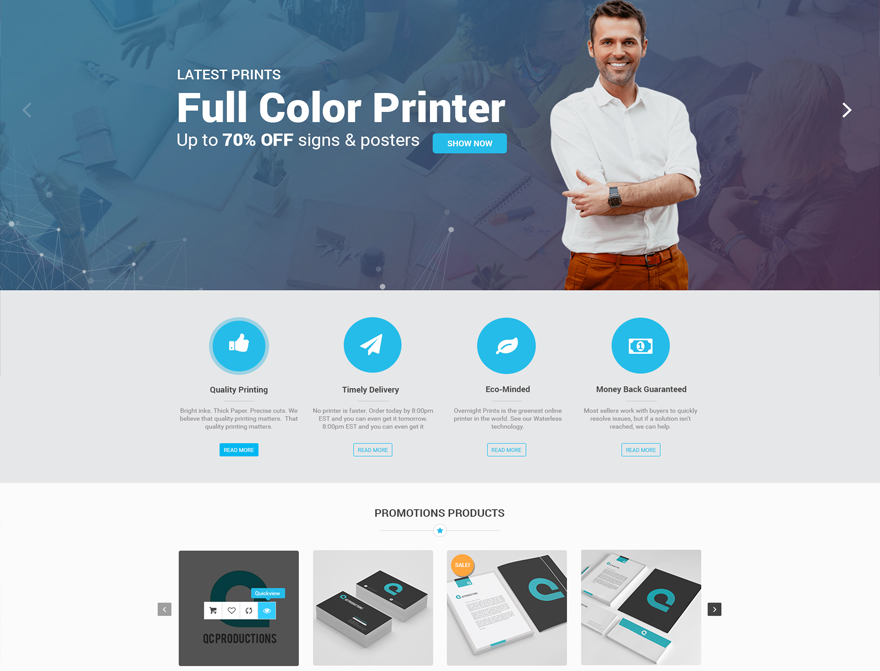 LATEST PRINTS
Full Color Printer
Up to 70% OFF signs & posters
SHOW NOW
Quality Printing
Bright inks. Thick Paper. Precise cuts. We
believe that quality printing matters. That
quality printing matters.
READ MORE
Timely Delivery
No printer is faster. Order today by 8:00pm
EST and you can even get it tomorrow.
8:00pm EST and you can even get it
READ MORE
Eco-Minded
Overnight Prints is the greenest online
printer in the world. See our Waterless
technology.
READ MORE
Money Back Guaranteed
Most sellers work with buyers to quickly
resolve issues, but if a solution isn't
reached, we can help.
READ MORE
PROMOTIONS PRODUCTS
Quickview
QC PRODUCTIONS
SALE!